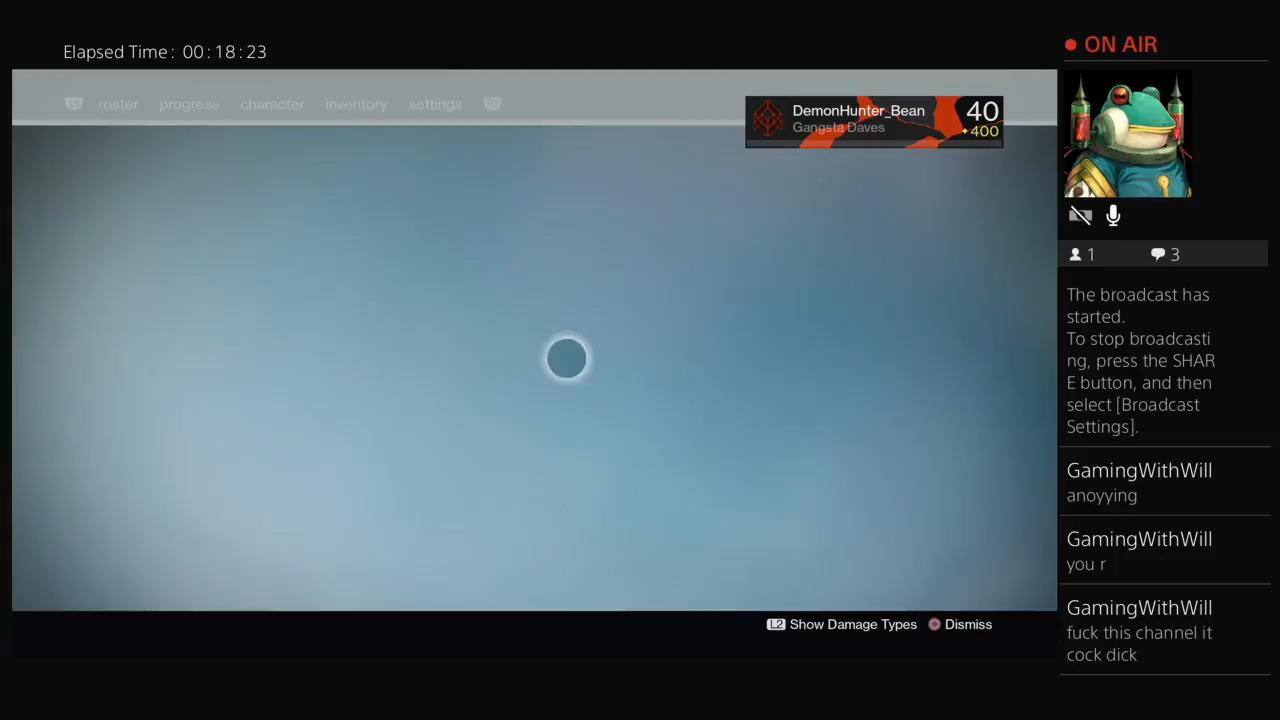 Elapsed Time: 00:18:23
ON AIR
roster progress character inventory settings
DemonHunter_Bean 40
Gangsta Daves +400
1 3
The broadcast has
started.
To stop broadcasti
ng, press the SHAR
E button, and then
select [Broadcast
Settings].
GamingWithWill
anoyying
GamingWithWill
you r
GamingWithWill
fuck this channel it
cock dick
L2 Show Damage Types Dismiss